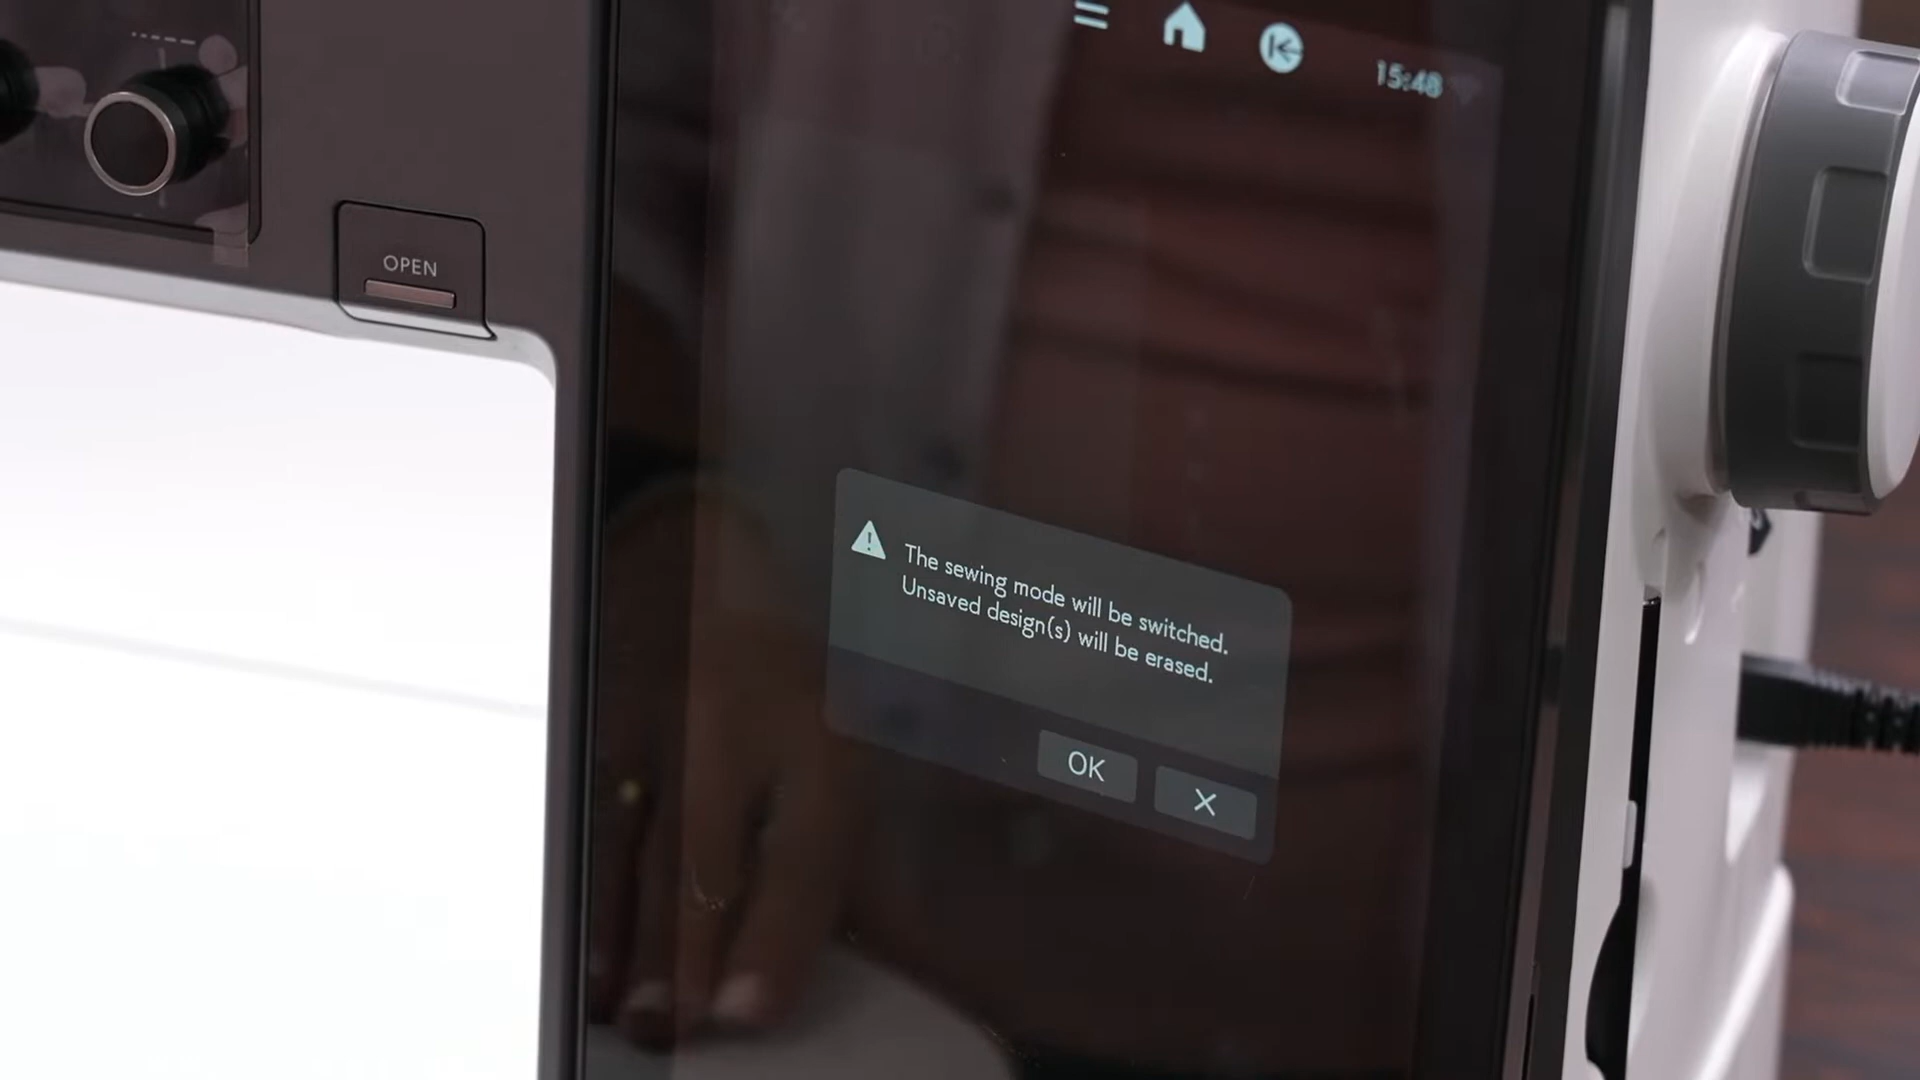 15:48
OPEN
The sewing mode will be switched.
Unsaved design(s) will be erased.
OK
X